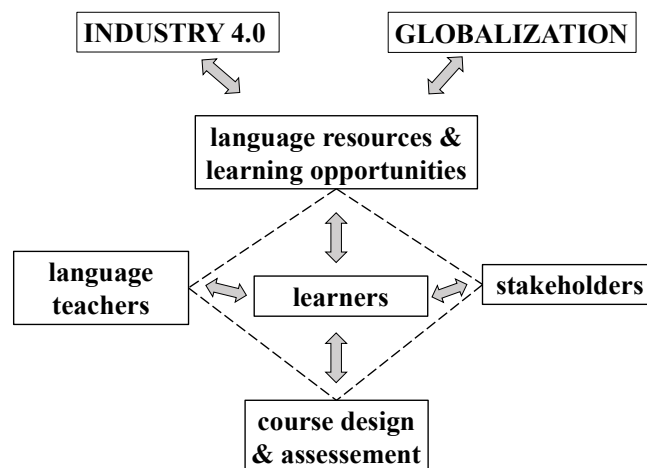 INDUSTRY 4.0
GLOBALIZATION
language resources &
learning opportunities
language
teachers
learners
stakeholders
course design
& assessement